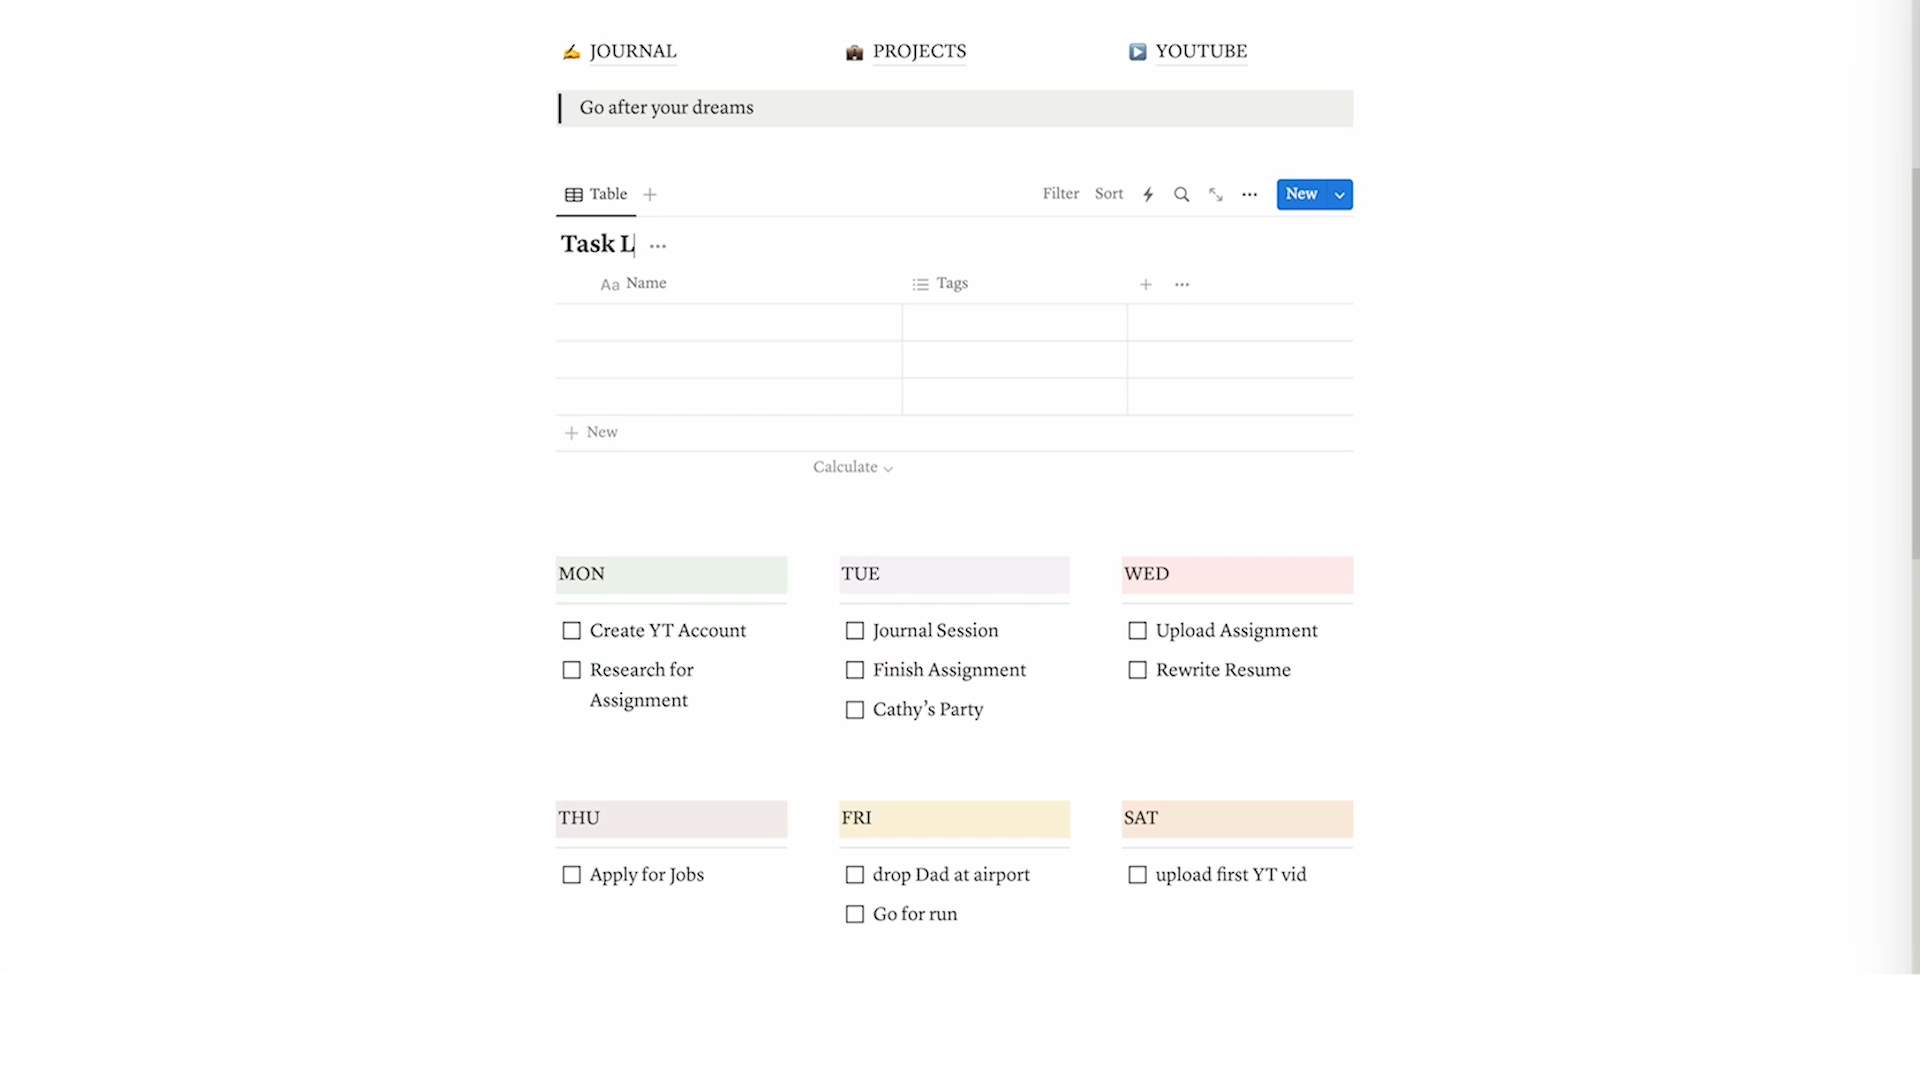 JOURNAL PROJECTS YOUTUBE
Go after your dreams
Table Filter Sort New
Task L
Aa Name Tags
New
Calculate
MON TUE WED
Create YT Account Journal Session Upload Assignment
Research for Finish Assignment Rewrite Resume
Assignment Cathy’s Party
THU FRI SAT
Apply for Jobs drop Dad at airport upload first YT vid
Go for run